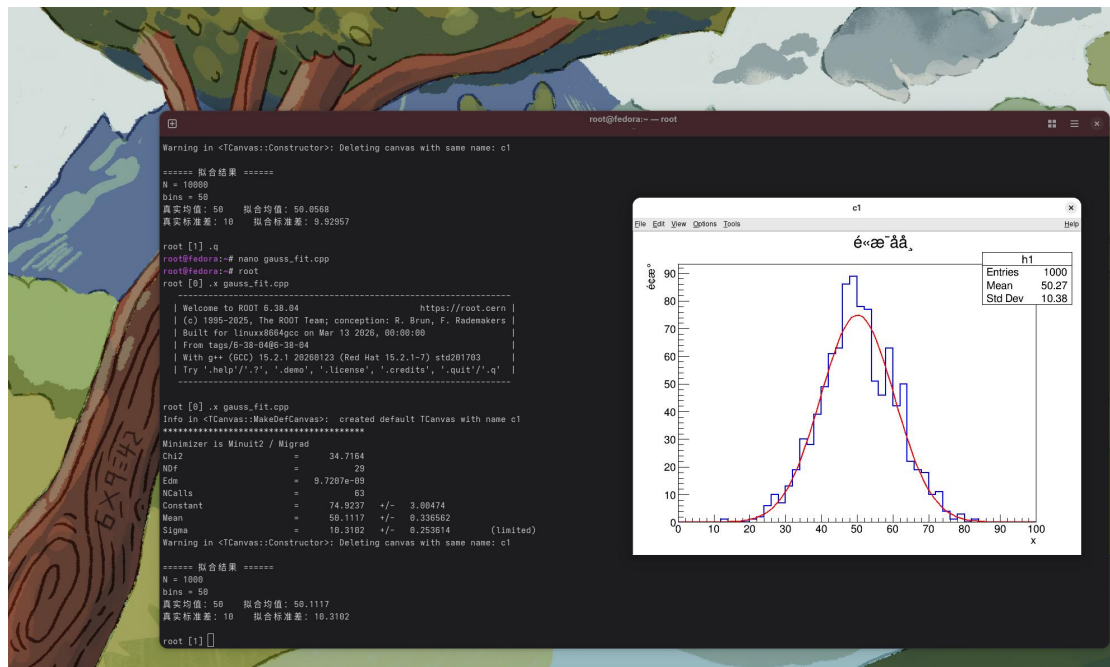 root@fedora:~ — root
Warning in <TCanvas::Constructor>: Deleting canvas with same name: c1
====== 拟合结果 ======
N = 10000
bins = 50
真实均值: 50 拟合均值: 50.0568
真实标准差: 10 拟合标准差: 9.92957
root [1] .q
root@fedora:~# nano gauss_fit.cpp
root@fedora:~# root
root [0] .x gauss_fit.cpp
------------------------------------------------------------------
| Welcome to ROOT 6.38.04 https://root.cern |
| (c) 1995-2025, The ROOT Team; conception: R. Brun, F. Rademakers |
| Built for linuxx8664gcc on Mar 13 2026, 00:00:00 |
| From tags/6-38-04@6-38-04 |
| With g++ (GCC) 15.2.1 20260123 (Red Hat 15.2.1-7) std201703 |
| Try '.help'/'.?', '.demo', '.license', '.credits', '.quit'/'.q' |
------------------------------------------------------------------
root [0] .x gauss_fit.cpp
Info in <TCanvas::MakeDefCanvas>: created default TCanvas with name c1
****************************************
Minimizer is Minuit2 / Migrad
Chi2 = 34.7164
NDf = 29
Edm = 9.7207e-09
NCalls = 63
Constant = 74.9237 +/- 3.00474
Mean = 50.1117 +/- 0.336562
Sigma = 10.3102 +/- 0.253614 (limited)
Warning in <TCanvas::Constructor>: Deleting canvas with same name: c1
====== 拟合结果 ======
N = 1000
bins = 50
真实均值: 50 拟合均值: 50.1117
真实标准差: 10 拟合标准差: 10.3102
root [1]
c1
File Edit View Options Tools Help
é«æ¯åå¸
h1
Entries 1000
Mean 50.27
Std Dev 10.38
é¢æ°
90
80
70
60
50
40
30
20
10
0
0 10 20 30 40 50 60 70 80 90 100
x
6×9=42